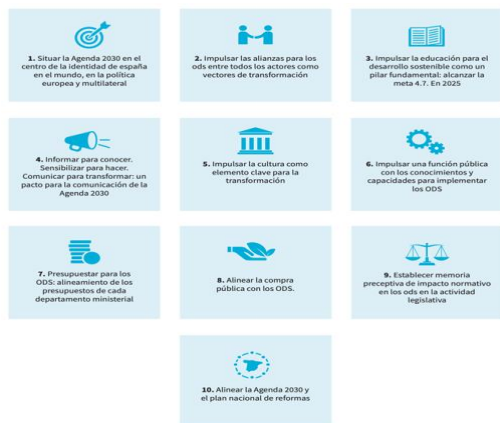 1. Situar la Agenda 2030 en el
centro de la identidad de españa
en el mundo, en la política
europea y multilateral
2. Impulsar las alianzas para los
ods entre todos los actores como
vectores de transformación
3. Impulsar la educación para el
desarrollo sostenible como un
pilar fundamental: alcanzar la
meta 4.7. En 2025
4. Informar para conocer.
Sensibilizar para hacer.
Comunicar para transformar: un
pacto para la comunicación de la
Agenda 2030
5. Impulsar la cultura como
elemento clave para la
transformación
6. Impulsar una función pública
con los conocimientos y
capacidades para implementar
los ODS
7. Presupuestar para los
ODS: alineamiento de los
presupuestos de cada
departamento ministerial
8. Alinear la compra
pública con los ODS.
9. Establecer memoria
preceptiva de impacto normativo
en los ods en la actividad
legislativa
10. Alinear la Agenda 2030 y
el plan nacional de reformas